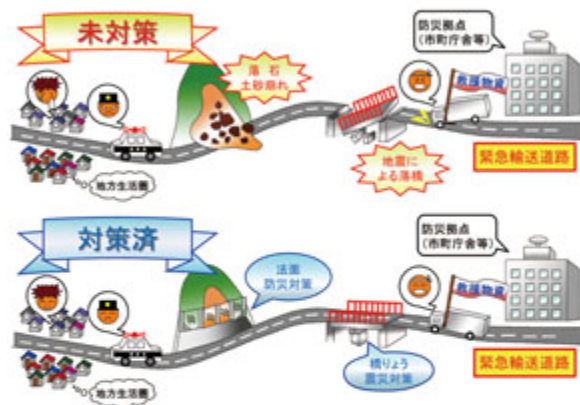 未対策
防災拠点
(市町庁舎等)
落石
土砂崩れ
救援物資
地震に
よる落橋
緊急輸送道路
地方生活圏
対策済
防災拠点
(市町庁舎等)
法面
防災対策
救援物資
橋りょう
震災対策
緊急輸送道路
地方生活圏